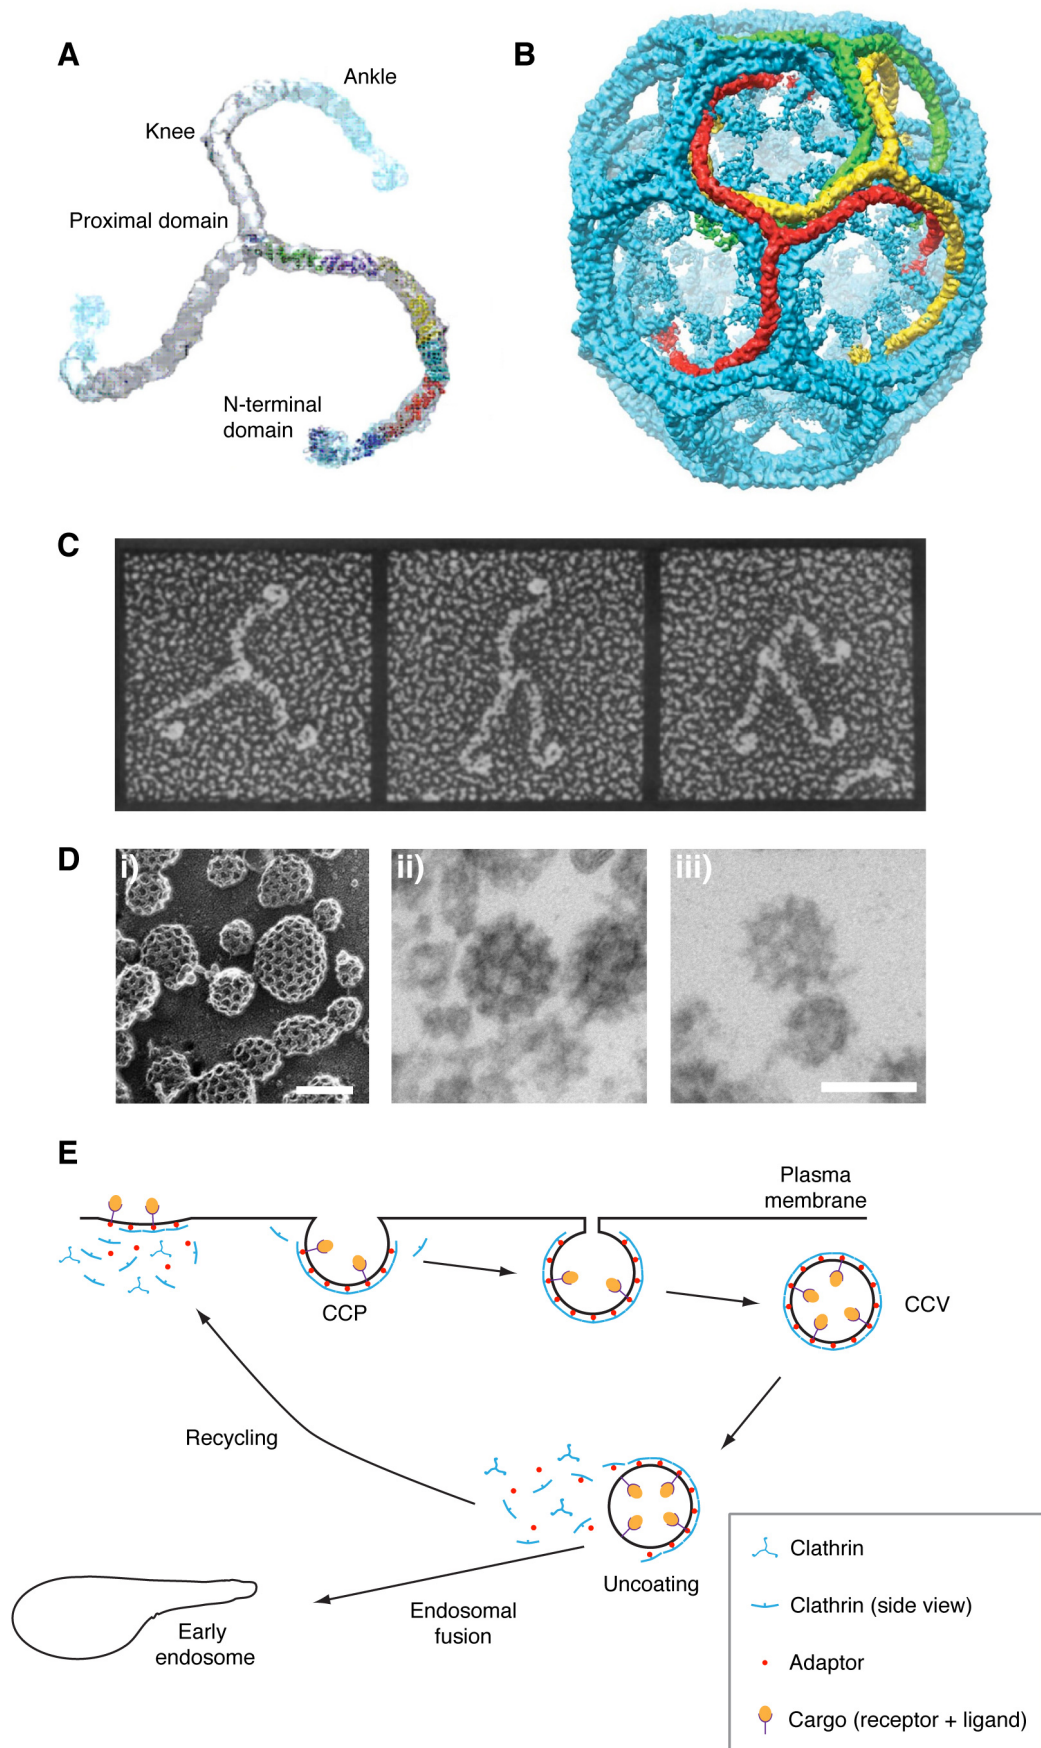 A
Ankle
Knee
Proximal domain
N-terminal
domain
B
C
D
i)
ii)
iii)
E
Plasma
membrane
CCP
CCV
Recycling
Uncoating
Endosomal
fusion
Early
endosome
Clathrin
Clathrin (side view)
Adaptor
Cargo (receptor + ligand)